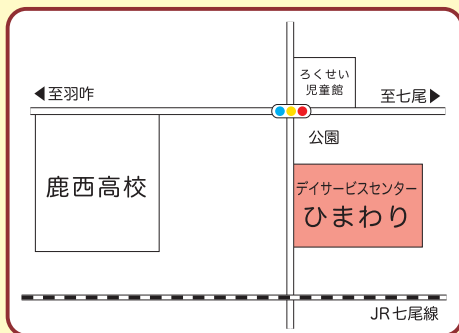 ろくせい
児童館
◀至羽咋
至七尾▶
公園
鹿西高校
デイサービスセンター
ひまわり
JR七尾線